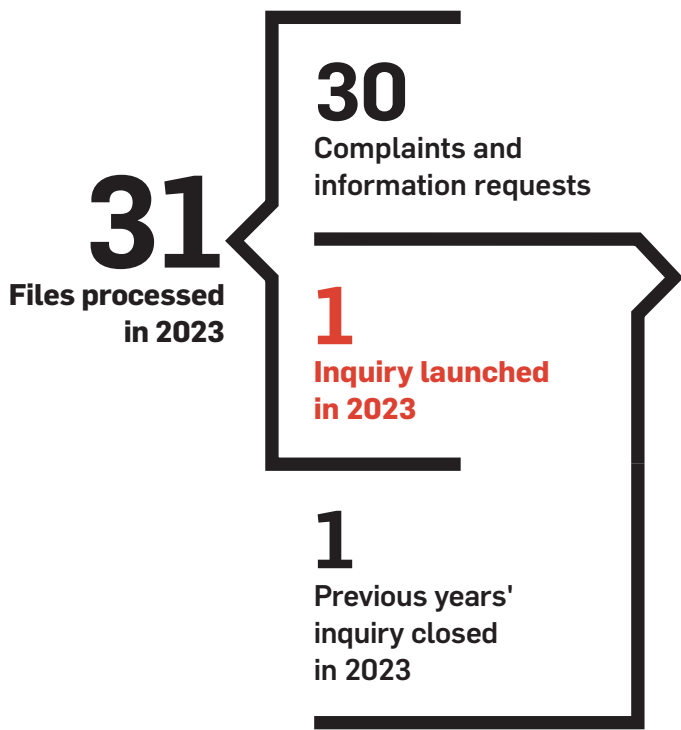 31
Files processed
in 2023
30
Complaints and
information requests
1
Inquiry launched
in 2023
1
Previous years'
inquiry closed
in 2023